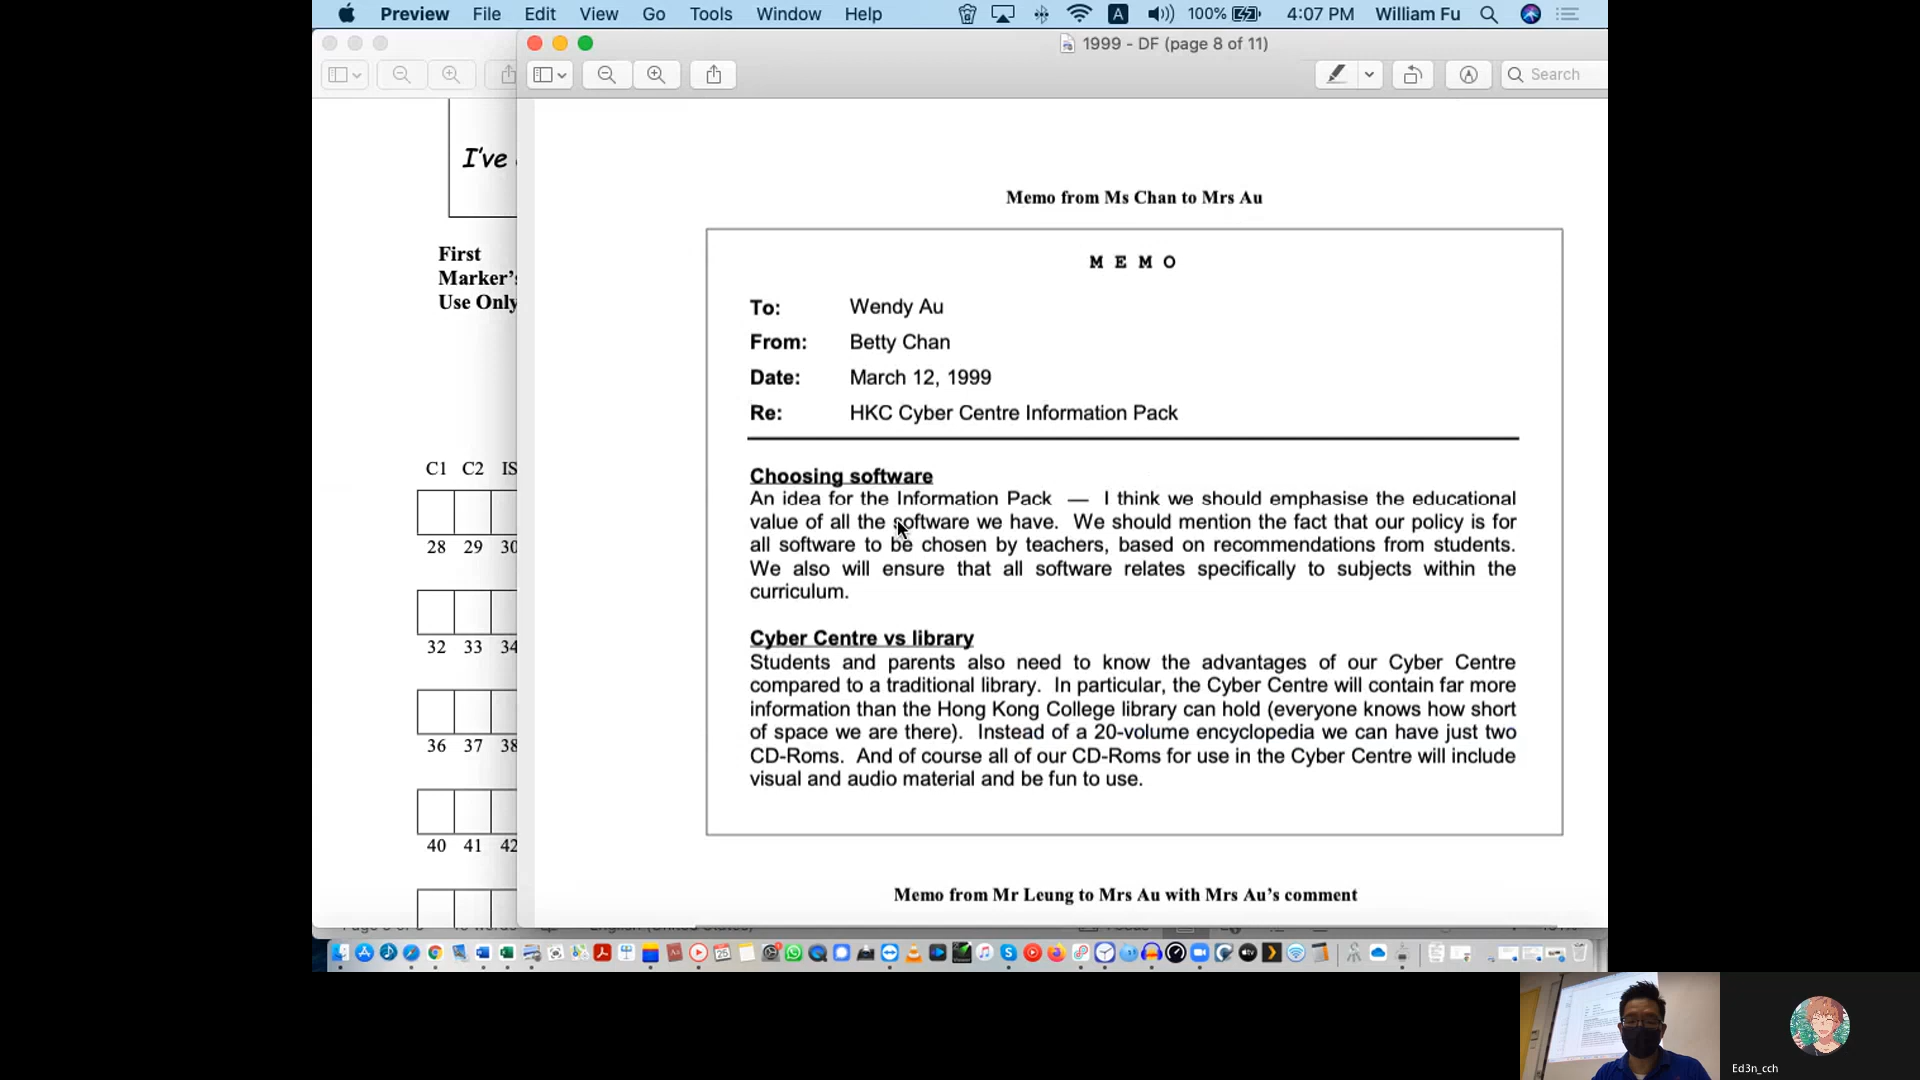 Preview File Edit View Go Tools Window Help A 100% 4:07 PM William Fu
1999 - DF (page 8 of 11)
Search
I've
First
Marker's
Use Only
C1 C2 IS
28 29 30
32 33 34
36 37 38
40 41 42
Memo from Ms Chan to Mrs Au
M E M O
To: Wendy Au
From: Betty Chan
Date: March 12, 1999
Re: HKC Cyber Centre Information Pack
Choosing software
An idea for the Information Pack — I think we should emphasise the educational
value of all the software we have. We should mention the fact that our policy is for
all software to be chosen by teachers, based on recommendations from students.
We also will ensure that all software relates specifically to subjects within the
curriculum.
Cyber Centre vs library
Students and parents also need to know the advantages of our Cyber Centre
compared to a traditional library. In particular, the Cyber Centre will contain far more
information than the Hong Kong College library can hold (everyone knows how short
of space we are there). Instead of a 20-volume encyclopedia we can have just two
CD-Roms. And of course all of our CD-Roms for use in the Cyber Centre will include
visual and audio material and be fun to use.
Memo from Mr Leung to Mrs Au with Mrs Au's comment
Ed3n_cch